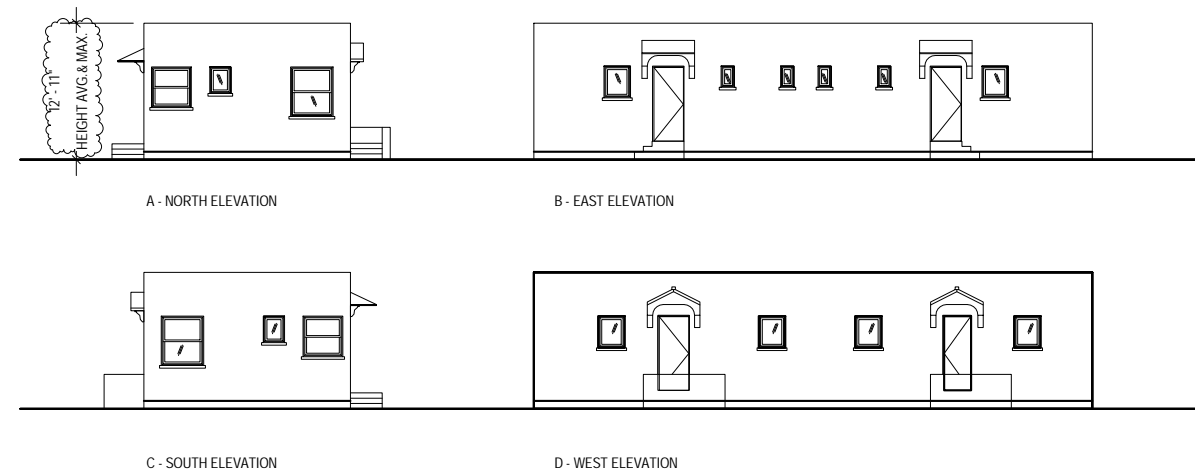 12' - 11"
HEIGHT AVG.& MAX.
A - NORTH ELEVATION
B - EAST ELEVATION
C - SOUTH ELEVATION
D - WEST ELEVATION